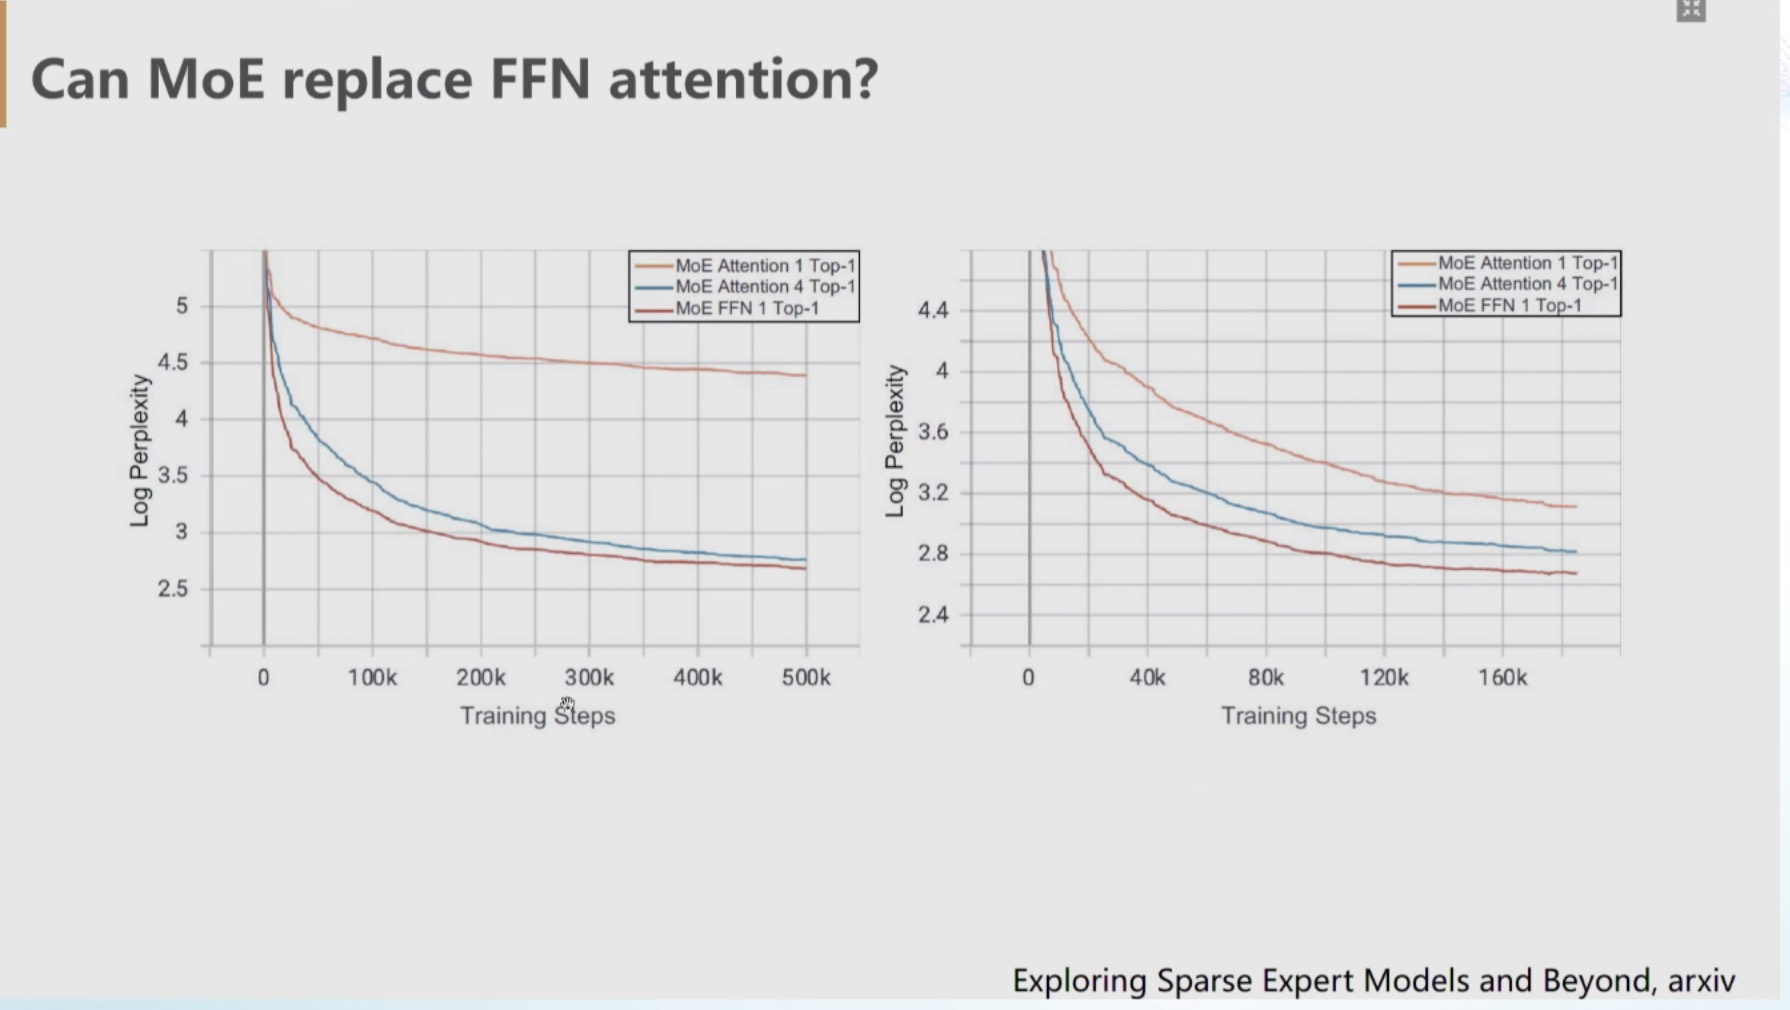 Can MoE replace FFN attention?
MoE Attention 1 Top-1
MoE Attention 4 Top-1
MoE FFN 1 Top-1
5
4.5
4
3.5
3
2.5
Log Perplexity
0 100k 200k 300k 400k 500k
Training Steps
MoE Attention 1 Top-1
MoE Attention 4 Top-1
MoE FFN 1 Top-1
4.4
4
3.6
3.2
2.8
2.4
Log Perplexity
0 40k 80k 120k 160k
Training Steps
Exploring Sparse Expert Models and Beyond, arxiv